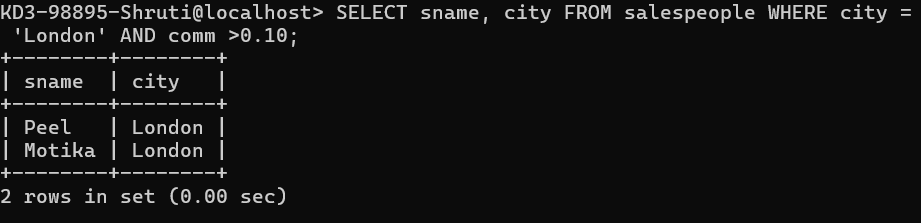 KD3-98895-Shruti@localhost> SELECT sname, city FROM salespeople WHERE city =
 'London' AND comm >0.10;
+--------+--------+
| sname  | city   |
+--------+--------+
| Peel   | London |
| Motika | London |
+--------+--------+
2 rows in set (0.00 sec)